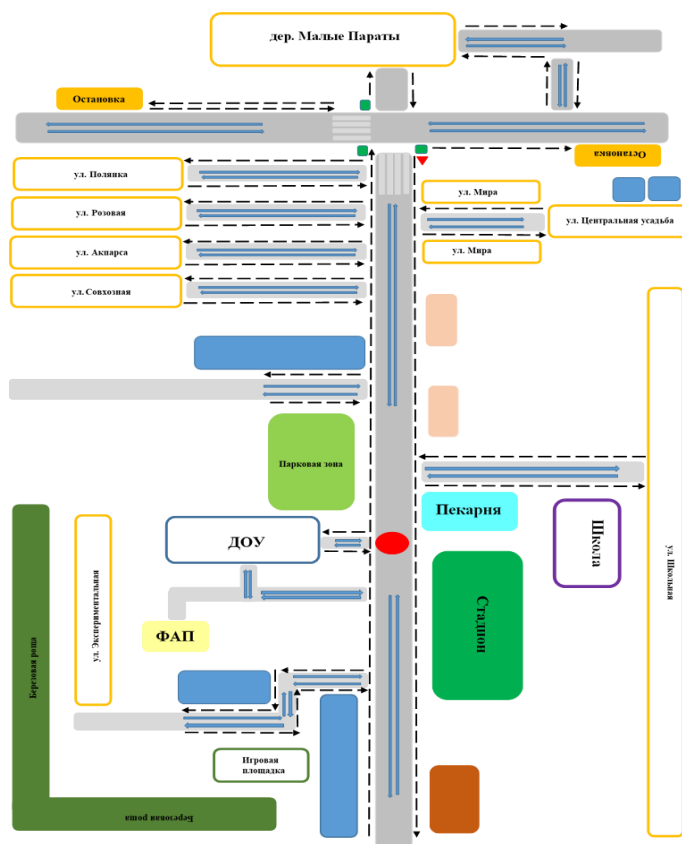 дер. Малые Параты
Остановка
Остановка
ул. Полянка
ул. Мира
ул. Розовая
ул. Центральная усадьба
ул. Акпарса
ул. Мира
ул. Совхозная
Парковая зона
Пекарня
Школа
ДОУ
ул. Школьная
ул. Экспериментальная
Стадион
ФАП
Березовая роща
Игровая
площадка
Березовая роща